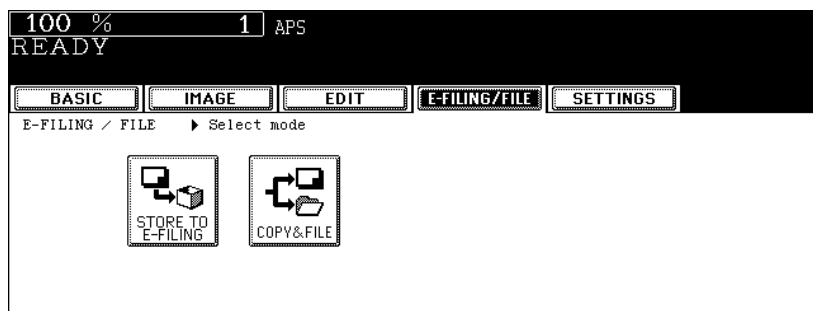 100 % 1 APS
READY
BASIC IMAGE EDIT E-FILING/FILE SETTINGS
E-FILING / FILE ▶ Select mode
STORE TO
E-FILING
COPY&FILE